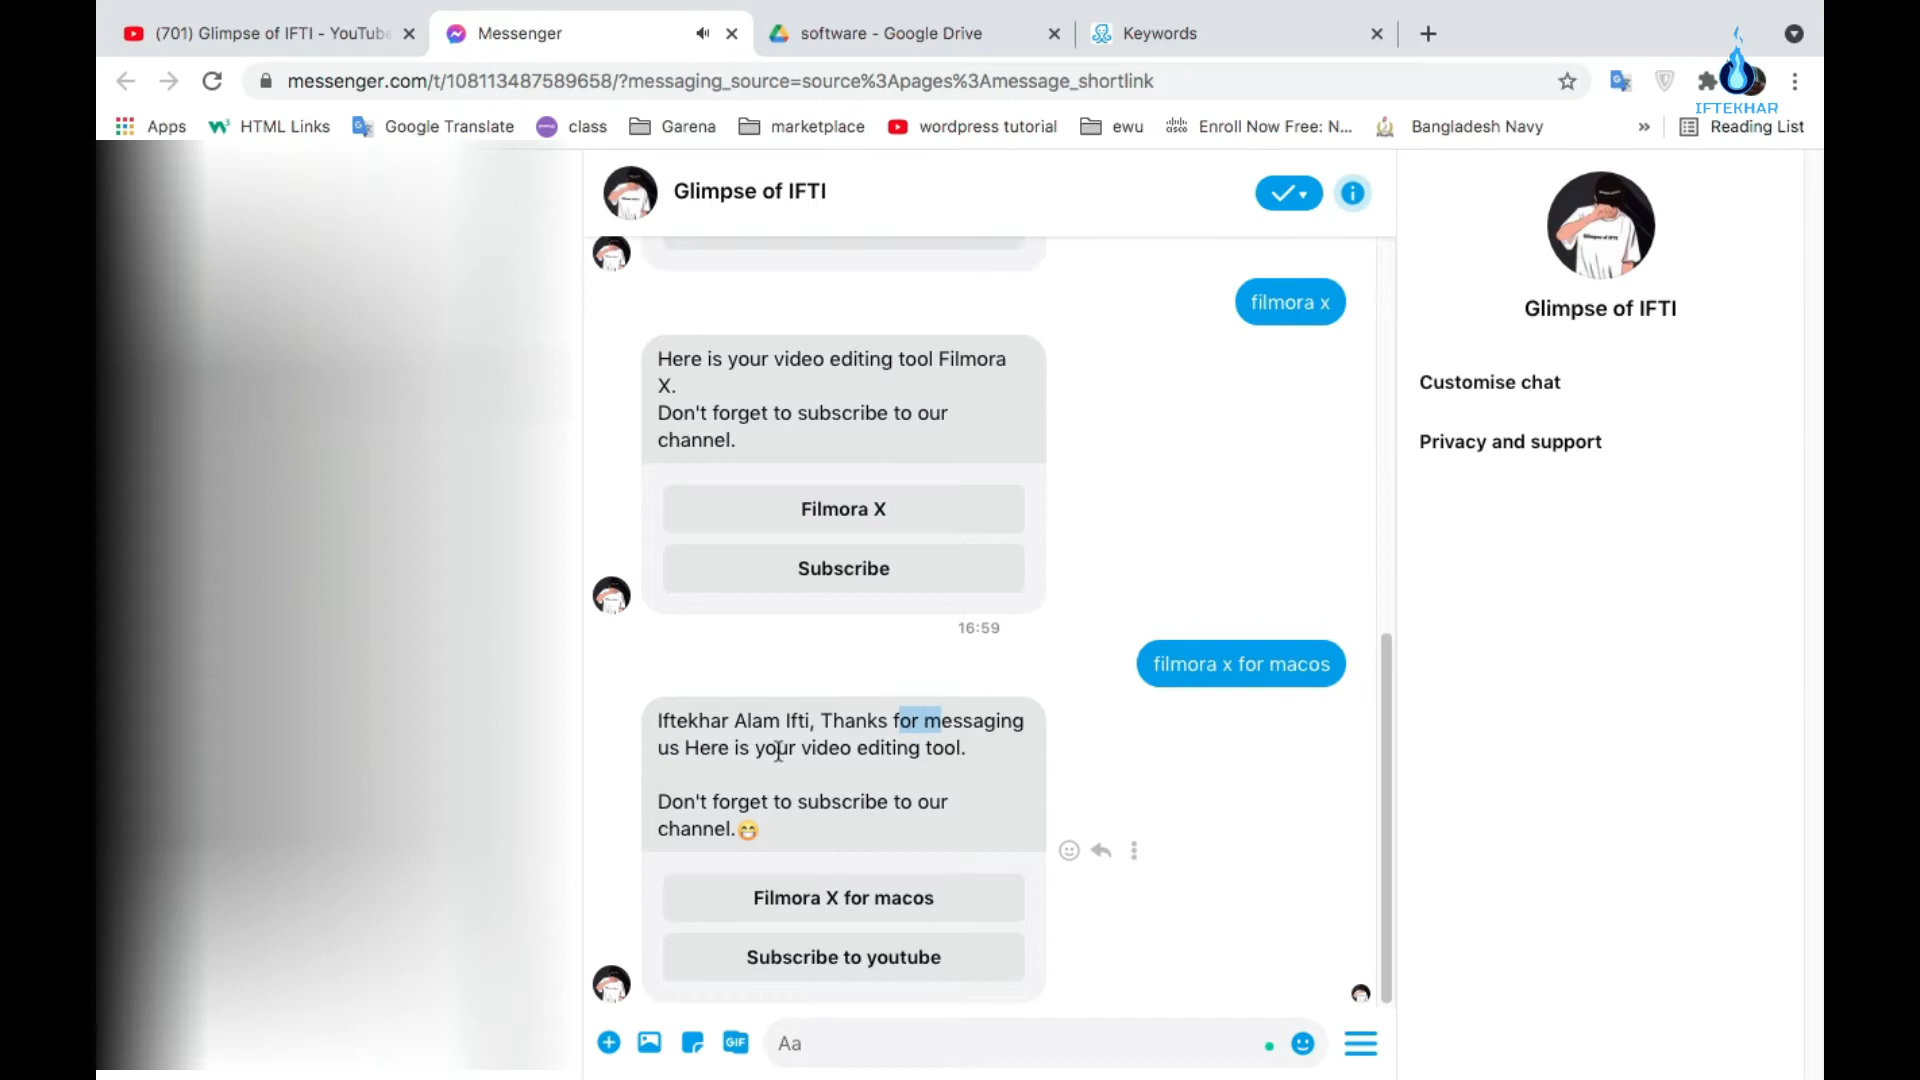 (701) Glimpse of IFTI - YouTube
Messenger
software - Google Drive
Keywords
messenger.com/t/108113487589658/?messaging_source=source%3Apages%3Amessage_shortlink
IFTEKHAR
Apps
HTML Links
Google Translate
class
Garena
marketplace
wordpress tutorial
ewu
Enroll Now Free: N...
Bangladesh Navy
»
Reading List
Glimpse of IFTI
Glimpse of IFTI
Customise chat
Privacy and support
filmora x
Here is your video editing tool Filmora
X.
Don't forget to subscribe to our
channel.
Filmora X
Subscribe
16:59
filmora x for macos
Iftekhar Alam Ifti, Thanks for messaging
us Here is your video editing tool.
Don't forget to subscribe to our
channel.😁
Filmora X for macos
Subscribe to youtube
GIF
Aa